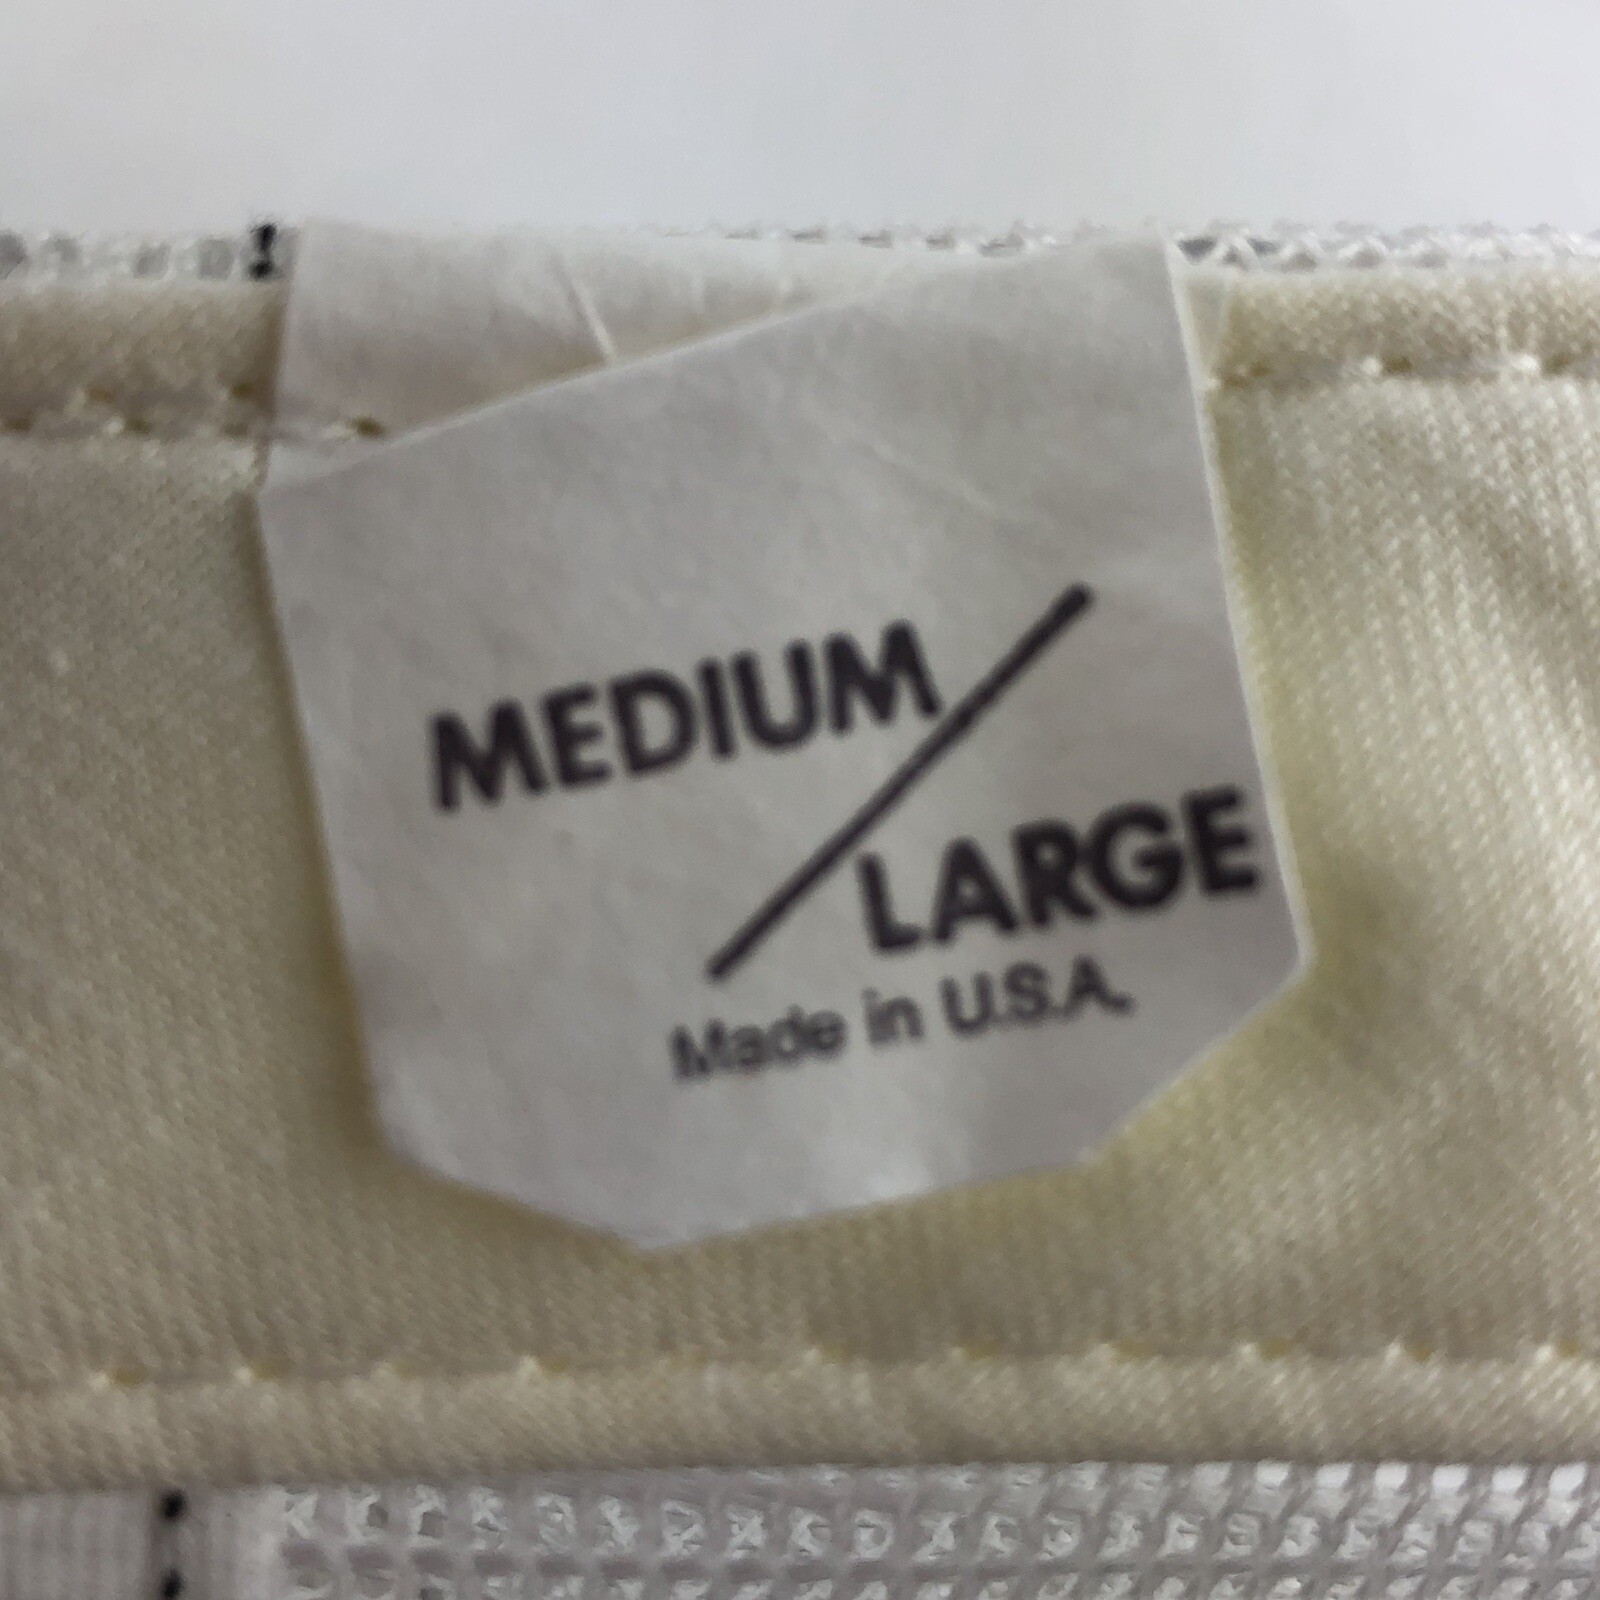 MEDIUM
/
LARGE
Made in U.S.A.